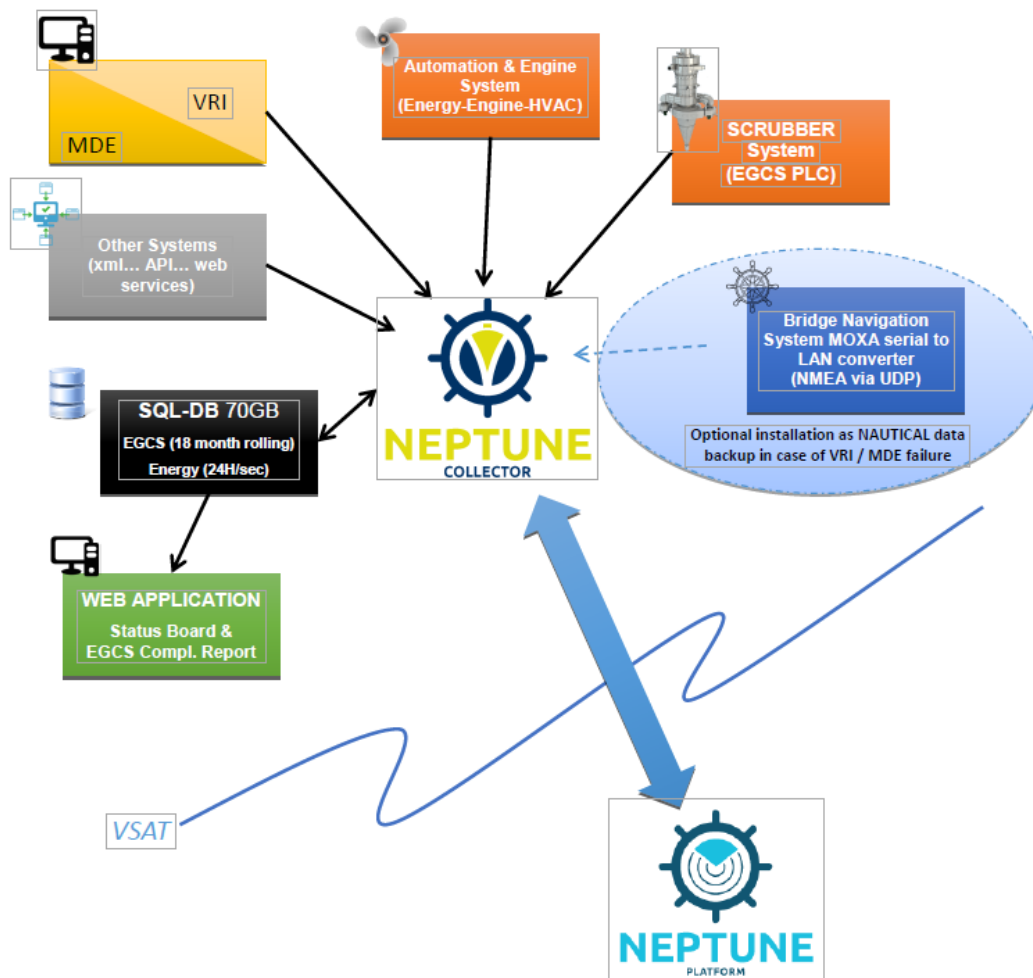 VRI
MDE
Automation & Engine
System
(Energy-Engine-HVAC)
SCRUBBER
System
(EGCS PLC)
Other Systems
(xml... API... web
services)
Bridge Navigation
System MOXA serial to
LAN converter
(NMEA via UDP)
Optional installation as NAUTICAL data
backup in case of VRI / MDE failure
NEPTUNE
COLLECTOR
SQL-DB 70GB
EGCS (18 month rolling)
Energy (24H/sec)
WEB APPLICATION
Status Board &
EGCS Compl. Report
VSAT
NEPTUNE
PLATFORM